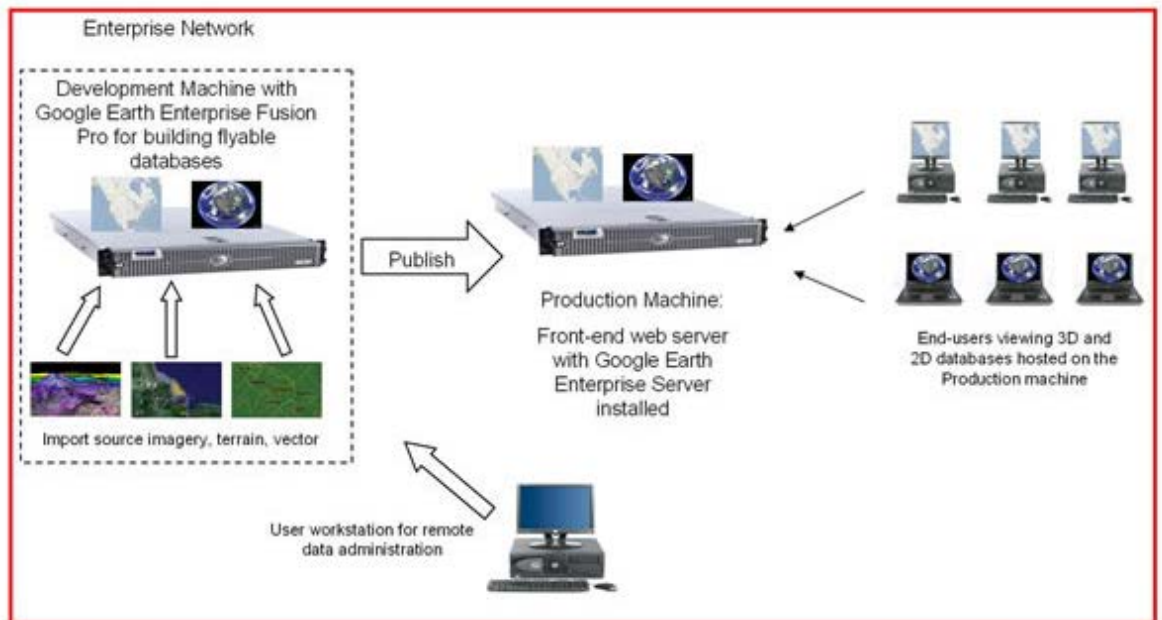 Enterprise Network
Development Machine with
Google Earth Enterprise Fusion
Pro for building flyable
databases
Publish
Production Machine:
Front-end web server
with Google Earth
Enterprise Server
installed
End-users viewing 3D and
2D databases hosted on the
Production machine
Import source imagery, terrain, vector
User workstation for remote
data administration